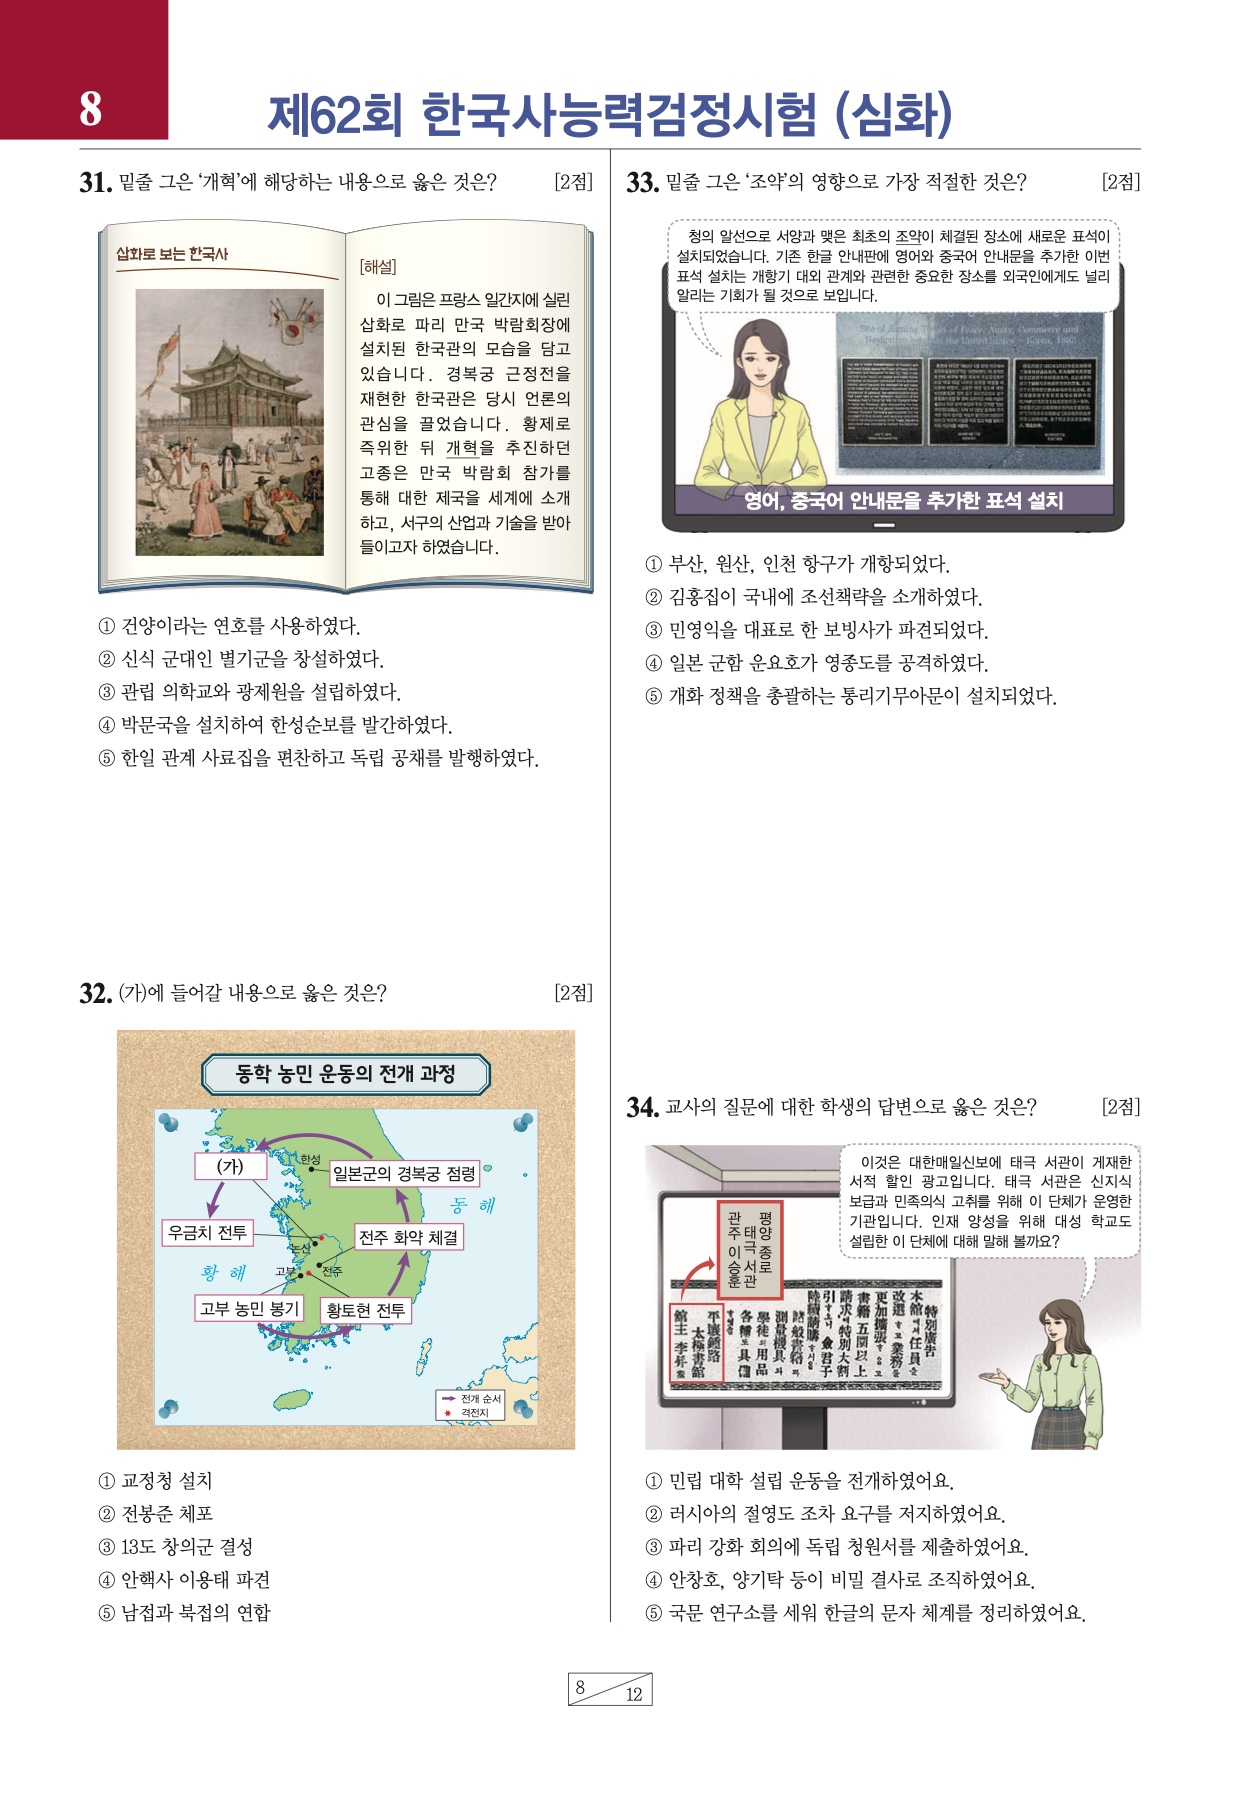 8
제62회 한국사능력검정시험 (심화)
31. 밑줄 그은 ‘개혁’에 해당하는 내용으로 옳은 것은? [2점]
삽화로 보는 한국사
[해설]
이 그림은 프랑스 일간지에 실린
삽화로 파리 만국 박람회장에
설치된 한국관의 모습을 담고
있습니다. 경복궁 근정전을
재현한 한국관은 당시 언론의
관심을 끌었습니다. 황제로
즉위한 뒤 개혁을 추진하던
고종은 만국 박람회 참가를
통해 대한 제국을 세계에 소개
하고, 서구의 산업과 기술을 받아
들이고자 하였습니다.
① 건양이라는 연호를 사용하였다.
② 신식 군대인 별기군을 창설하였다.
③ 관립 의학교와 광제원을 설립하였다.
④ 박문국을 설치하여 한성순보를 발간하였다.
⑤ 한일 관계 사료집을 편찬하고 독립 공채를 발행하였다.
32. (가)에 들어갈 내용으로 옳은 것은? [2점]
동학 농민 운동의 전개 과정
(가)
한성
일본군의 경복궁 점령
동 해
우금치 전투
논산
전주 화약 체결
황 해
고부
전주
고부 농민 봉기
황토현 전투
전개 순서
격전지
① 교정청 설치
② 전봉준 체포
③ 13도 창의군 결성
④ 안핵사 이용태 파견
⑤ 남접과 북접의 연합
33. 밑줄 그은 ‘조약’의 영향으로 가장 적절한 것은? [2점]
청의 알선으로 서양과 맺은 최초의 조약이 체결된 장소에 새로운 표석이
설치되었습니다. 기존 한글 안내판에 영어와 중국어 안내문을 추가한 이번
표석 설치는 개항기 대외 관계와 관련한 중요한 장소를 외국인에게도 널리
알리는 기회가 될 것으로 보입니다.
Site of Signing Treaty of Peace, Amity, Commerce and
Navigation between the United States – Korea, 1882
영어, 중국어 안내문을 추가한 표석 설치
① 부산, 원산, 인천 항구가 개항되었다.
② 김홍집이 국내에 조선책략을 소개하였다.
③ 민영익을 대표로 한 보빙사가 파견되었다.
④ 일본 군함 운요호가 영종도를 공격하였다.
⑤ 개화 정책을 총괄하는 통리기무아문이 설치되었다.
34. 교사의 질문에 대한 학생의 답변으로 옳은 것은? [2점]
이것은 대한매일신보에 태극 서관이 게재한
서적 할인 광고입니다. 태극 서관은 신지식
보급과 민족의식 고취를 위해 이 단체가 운영한
기관입니다. 인재 양성을 위해 대성 학교도
설립한 이 단체에 대해 말해 볼까요?
평양 종로
태극 서관
관주 이승훈
特別廣告
平壤鍾路
太極書館
館主 李昇薰
① 민립 대학 설립 운동을 전개하였어요.
② 러시아의 절영도 조차 요구를 저지하였어요.
③ 파리 강화 회의에 독립 청원서를 제출하였어요.
④ 안창호, 양기탁 등이 비밀 결사로 조직하였어요.
⑤ 국문 연구소를 세워 한글의 문자 체계를 정리하였어요.
8
12